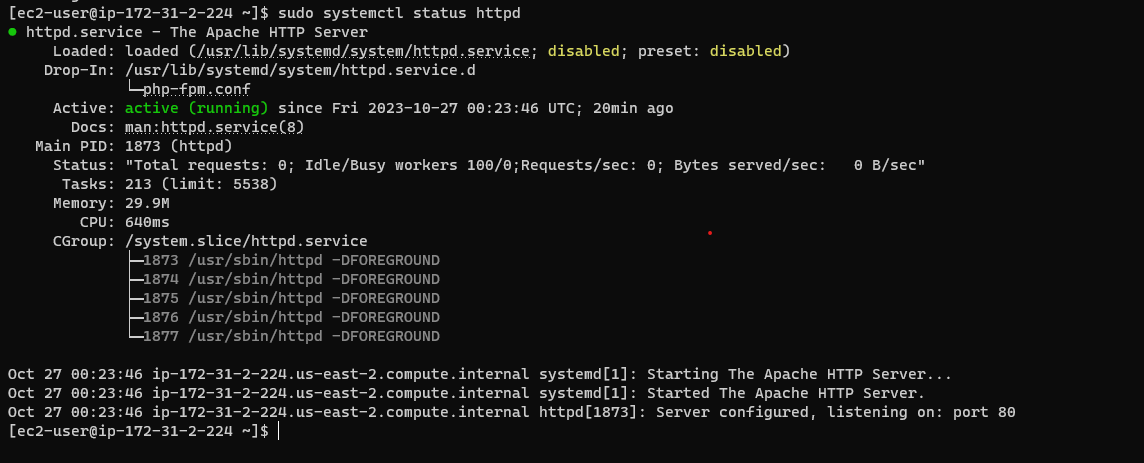 [ec2-user@ip-172-31-2-224 ~]$ sudo systemctl status httpd
● httpd.service - The Apache HTTP Server
     Loaded: loaded (/usr/lib/systemd/system/httpd.service; disabled; preset: disabled)
    Drop-In: /usr/lib/systemd/system/httpd.service.d
             └─php-fpm.conf
     Active: active (running) since Fri 2023-10-27 00:23:46 UTC; 20min ago
       Docs: man:httpd.service(8)
   Main PID: 1873 (httpd)
     Status: "Total requests: 0; Idle/Busy workers 100/0;Requests/sec: 0; Bytes served/sec:   0 B/sec"
      Tasks: 213 (limit: 5538)
     Memory: 29.9M
        CPU: 640ms
     CGroup: /system.slice/httpd.service
             ├─1873 /usr/sbin/httpd -DFOREGROUND
             ├─1874 /usr/sbin/httpd -DFOREGROUND
             ├─1875 /usr/sbin/httpd -DFOREGROUND
             ├─1876 /usr/sbin/httpd -DFOREGROUND
             └─1877 /usr/sbin/httpd -DFOREGROUND

Oct 27 00:23:46 ip-172-31-2-224.us-east-2.compute.internal systemd[1]: Starting The Apache HTTP Server...
Oct 27 00:23:46 ip-172-31-2-224.us-east-2.compute.internal systemd[1]: Started The Apache HTTP Server.
Oct 27 00:23:46 ip-172-31-2-224.us-east-2.compute.internal httpd[1873]: Server configured, listening on: port 80
[ec2-user@ip-172-31-2-224 ~]$